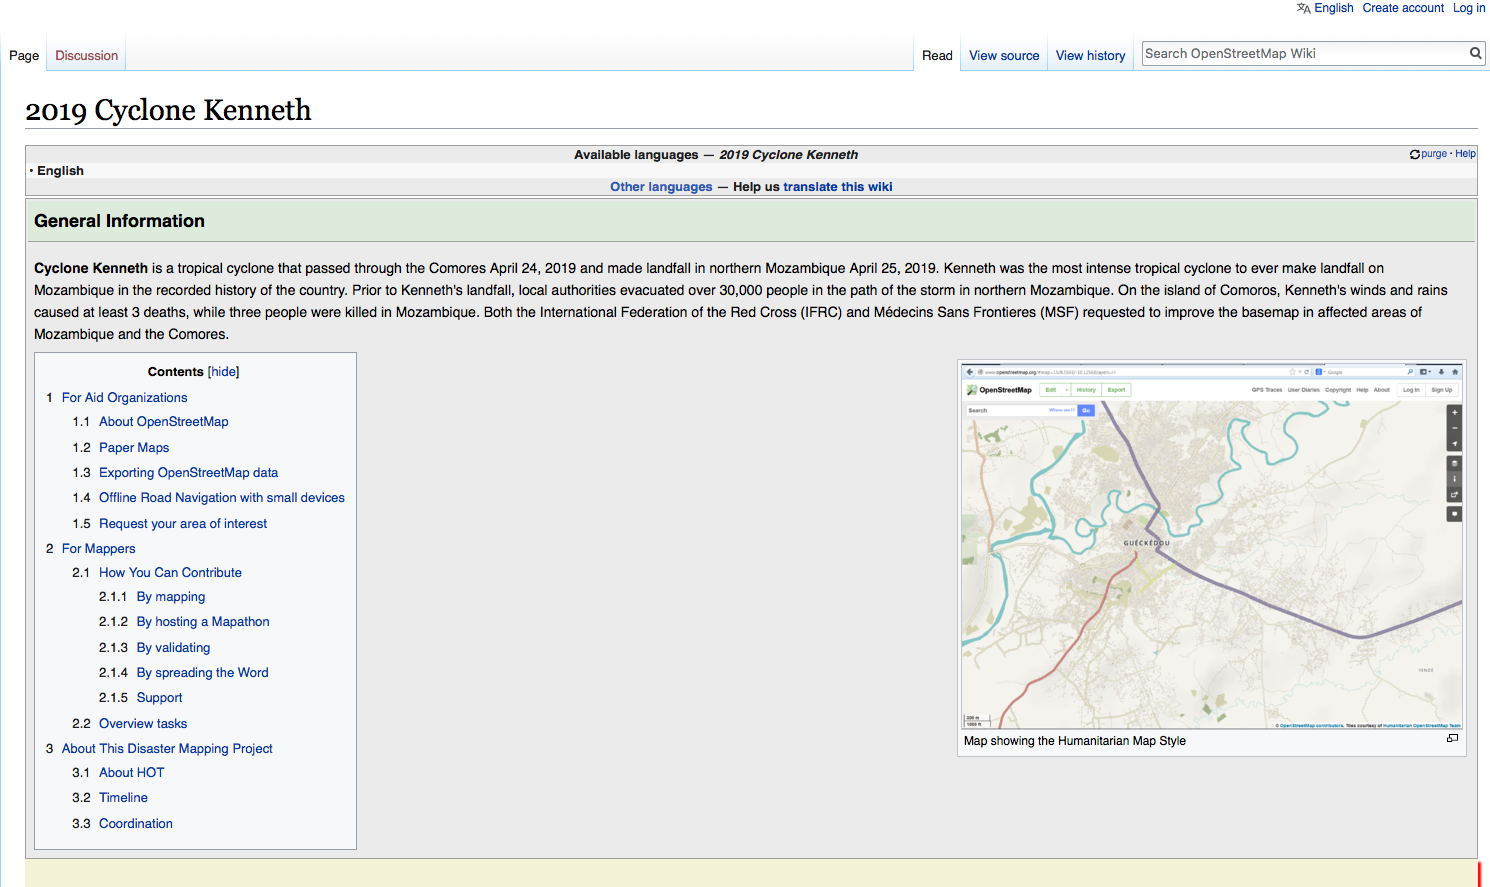 English Create account Log in
Page Discussion Read View source View history Search OpenStreetMap Wiki
2019 Cyclone Kenneth
Available languages — 2019 Cyclone Kenneth purge · Help
• English
Other languages — Help us translate this wiki
General Information
Cyclone Kenneth is a tropical cyclone that passed through the Comores April 24, 2019 and made landfall in northern Mozambique April 25, 2019. Kenneth was the most intense tropical cyclone to ever make landfall on
Mozambique in the recorded history of the country. Prior to Kenneth's landfall, local authorities evacuated over 30,000 people in the path of the storm in northern Mozambique. On the island of Comoros, Kenneth's winds and rains
caused at least 3 deaths, while three people were killed in Mozambique. Both the International Federation of the Red Cross (IFRC) and Médecins Sans Frontieres (MSF) requested to improve the basemap in affected areas of
Mozambique and the Comores.
Contents [hide]
1 For Aid Organizations
1.1 About OpenStreetMap
1.2 Paper Maps
1.3 Exporting OpenStreetMap data
1.4 Offline Road Navigation with small devices
1.5 Request your area of interest
2 For Mappers
2.1 How You Can Contribute
2.1.1 By mapping
2.1.2 By hosting a Mapathon
2.1.3 By validating
2.1.4 By spreading the Word
2.1.5 Support
2.2 Overview tasks
3 About This Disaster Mapping Project
3.1 About HOT
3.2 Timeline
3.3 Coordination
Google
OpenStreetMap Edit History Export GPS Traces User Diaries Copyright Help About Log In Sign Up
Search Where am I? Go
GUÉCKÉDOU
© OpenStreetMap contributors, Tiles courtesy of Humanitarian OpenStreetMap Team
Map showing the Humanitarian Map Style